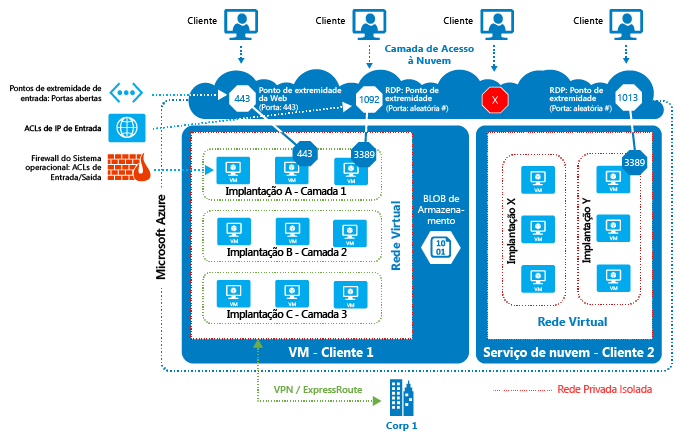 Cliente
Cliente
Cliente
Cliente
Camada de Acesso
à Nuvem
Pontos de extremidade de
entrada: Portas abertas
443
Ponto de extremidade
da Web
(Porta: 443)
1092
RDP: Ponto de
extremidade
(Porta: aleatória #)
X
RDP: Ponto de
extremidade
(Porta: aleatória #)
1013
ACLs de IP de Entrada
Firewall do Sistema
operacional: ACLs de
Entrada/Saída
443
3389
3389
VM
VM
VM
Implantação A - Camada 1
VM
VM
VM
Implantação B - Camada 2
VM
VM
VM
Implantação C - Camada 3
Rede Virtual
Microsoft Azure
BLOB de
Armazena-
mento
10
01
Implantação X
VM
VM
VM
Implantação Y
VM
VM
VM
Rede Virtual
VM - Cliente 1
Serviço de nuvem - Cliente 2
VPN / ExpressRoute
Rede Privada Isolada
Corp 1